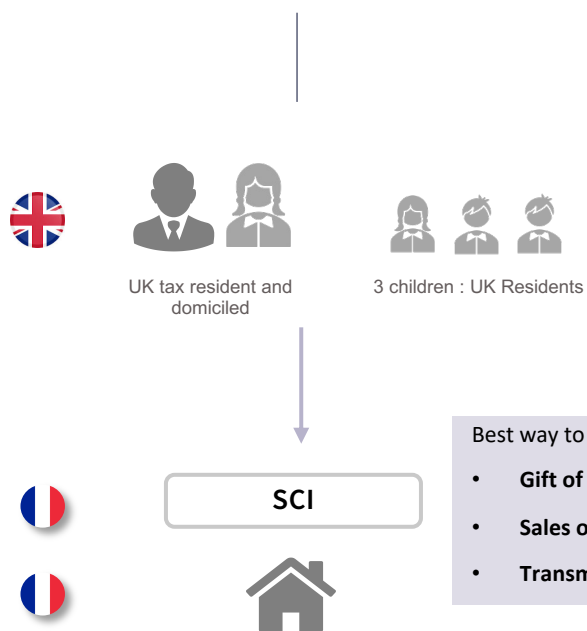 UK tax resident and
domiciled
3 children : UK Residents
SCI
Best way to
• Gift of
• Sales o
• Transm